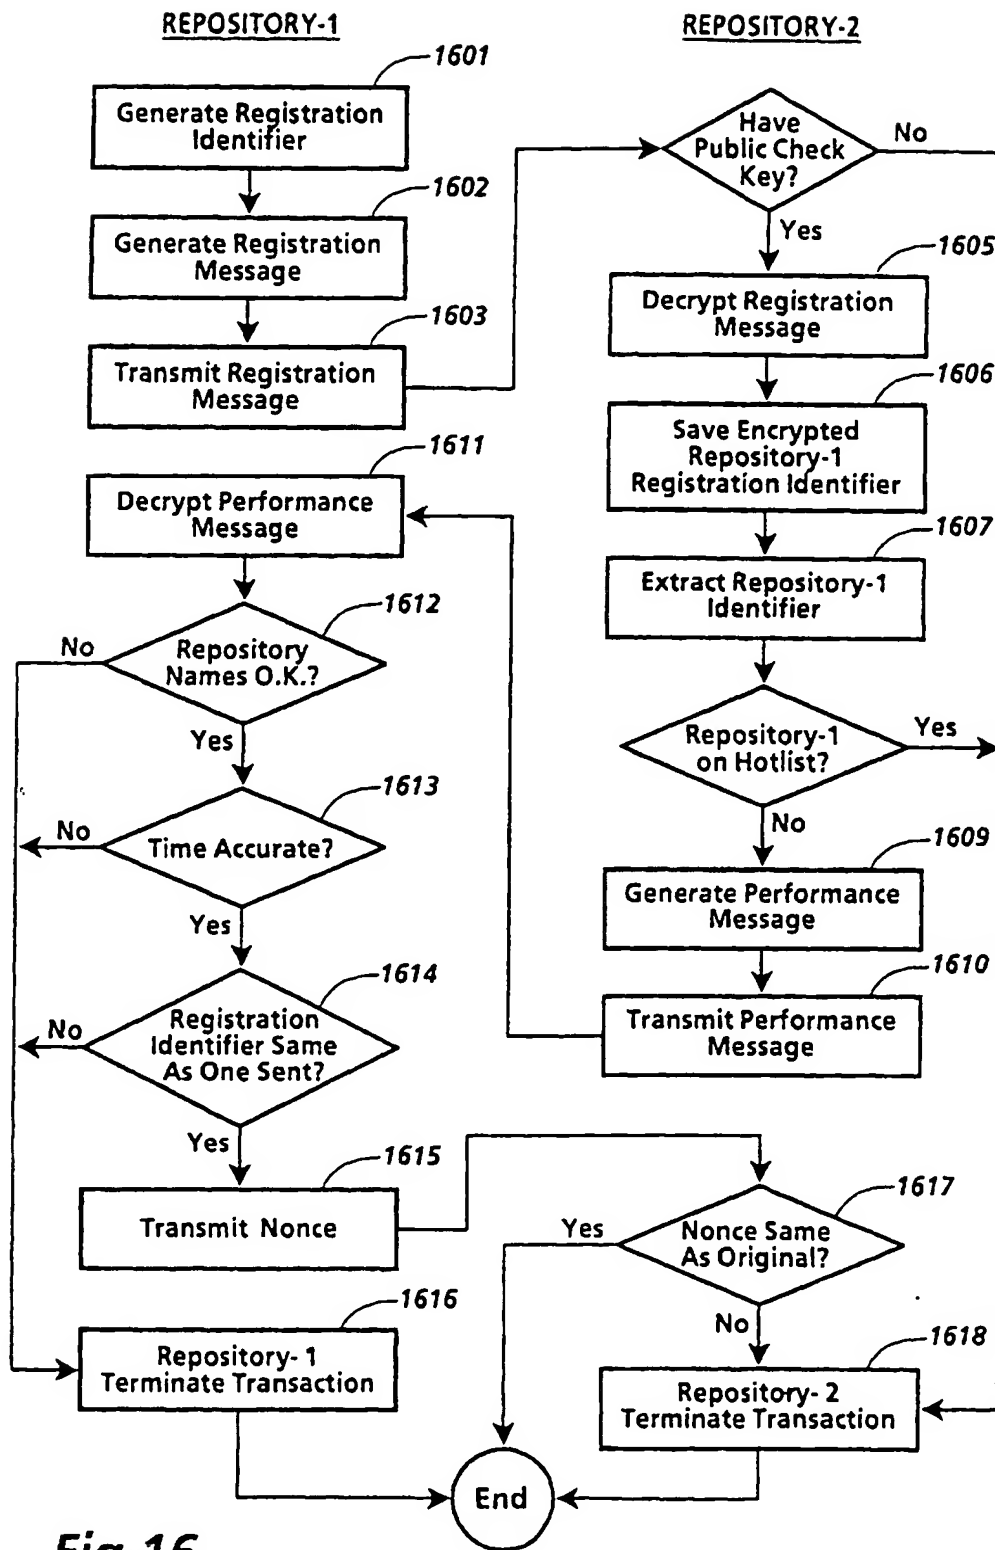 REPOSITORY-1
1601
Generate Registration
Identifier
1602
Generate Registration
Message
1603
Transmit Registration
Message
1611
Decrypt Performance
Message
1612
Repository
Names O.K.?
No
Yes
1613
Time Accurate?
No
Yes
1614
Registration
Identifier Same
As One Sent?
No
Yes
1615
Transmit Nonce
1616
Repository- 1
Terminate Transaction
REPOSITORY-2
Have
Public Check
Key?
No
Yes
1605
Decrypt Registration
Message
1606
Save Encrypted
Repository-1
Registration Identifier
1607
Extract Repository-1
Identifier
Repository-1
on Hotlist?
Yes
No
1609
Generate Performance
Message
1610
Transmit Performance
Message
1617
Nonce Same
As Original?
Yes
No
1618
Repository- 2
Terminate Transaction
End
Fig. 16